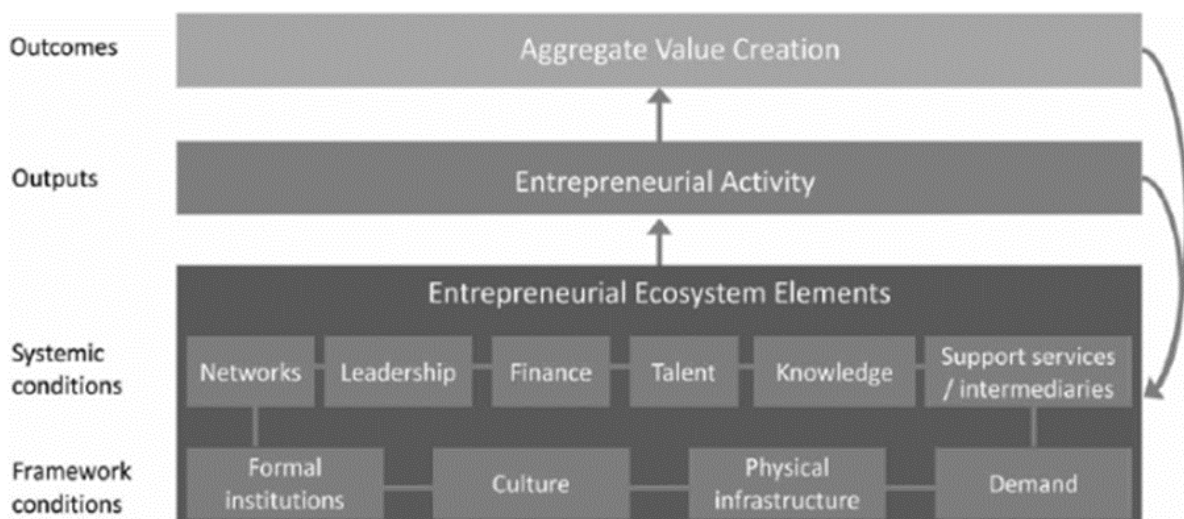 Outcomes
Aggregate Value Creation
Outputs
Entrepreneurial Activity
Entrepreneurial Ecosystem Elements
Systemic
conditions
Networks
Leadership
Finance
Talent
Knowledge
Support services
/ intermediaries
Framework
conditions
Formal
institutions
Culture
Physical
infrastructure
Demand